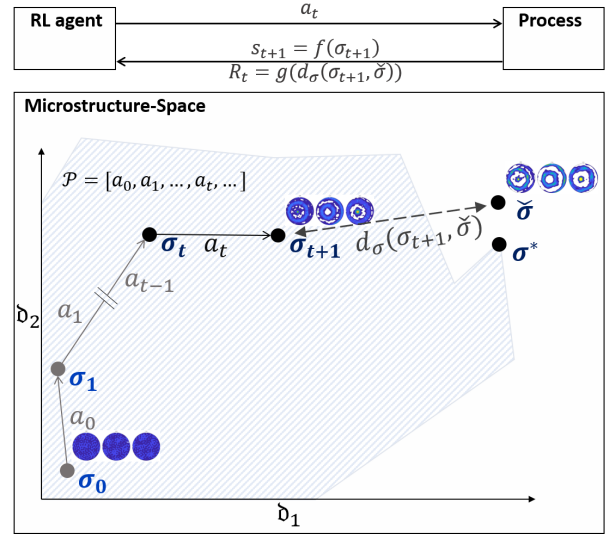 RL agent
a_t
Process
s_{t+1} = f(σ_{t+1})
R_t = g(d_σ(σ_{t+1}, σ̌))
Microstructure-Space
𝒫 = [a_0, a_1, …, a_t, …]
σ̌
σ_t
a_t
σ_{t+1}
d_σ(σ_{t+1}, σ̌)
σ*
a_{t−1}
a_1
𝔡_2
σ_1
a_0
σ_0
𝔡_1